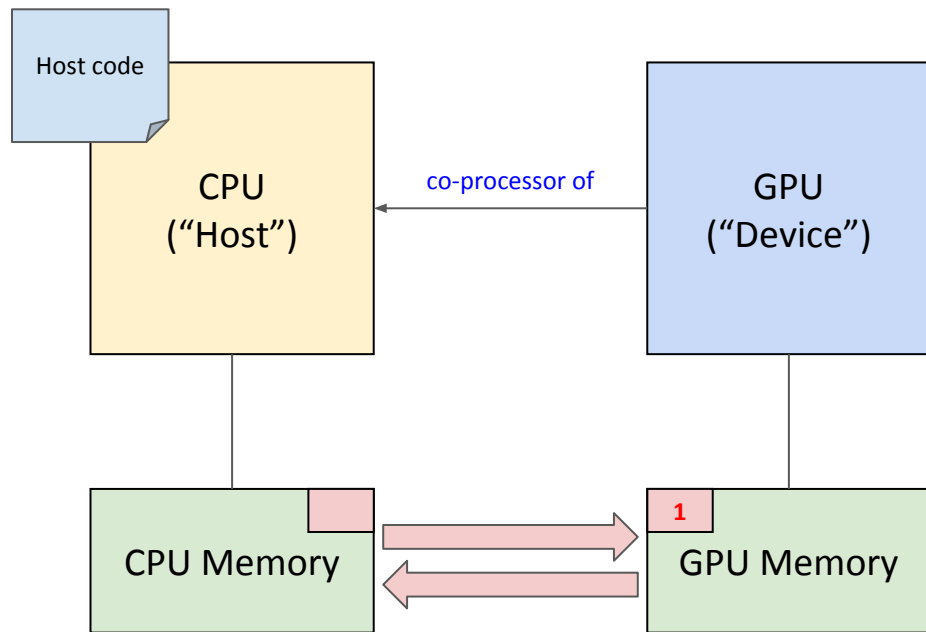 Host code
CPU
(“Host”)
co-processor of
GPU
(“Device”)
CPU Memory
1
GPU Memory